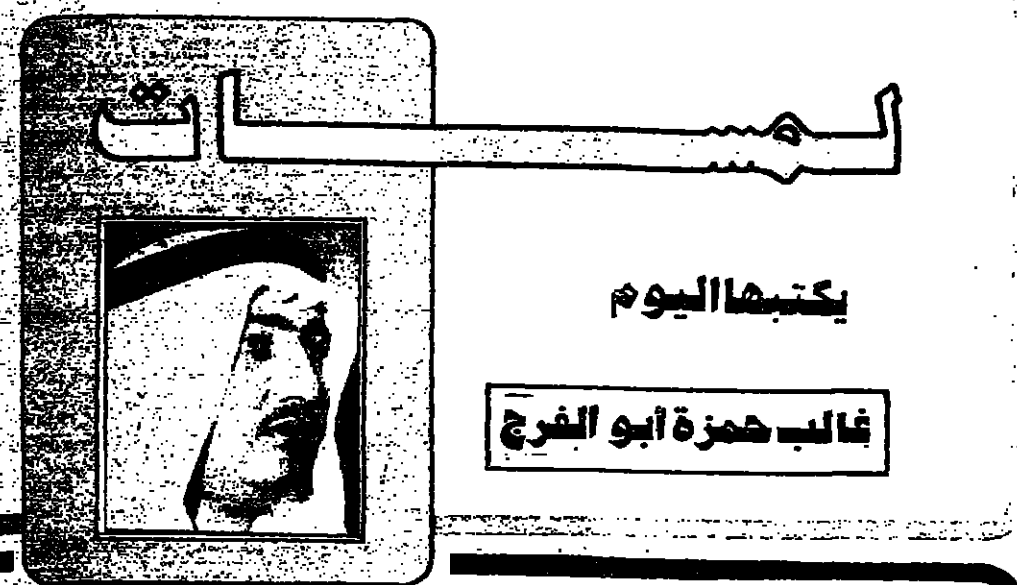 لمسات
يكتبها اليوم
غالب حمزة أبو الفرج